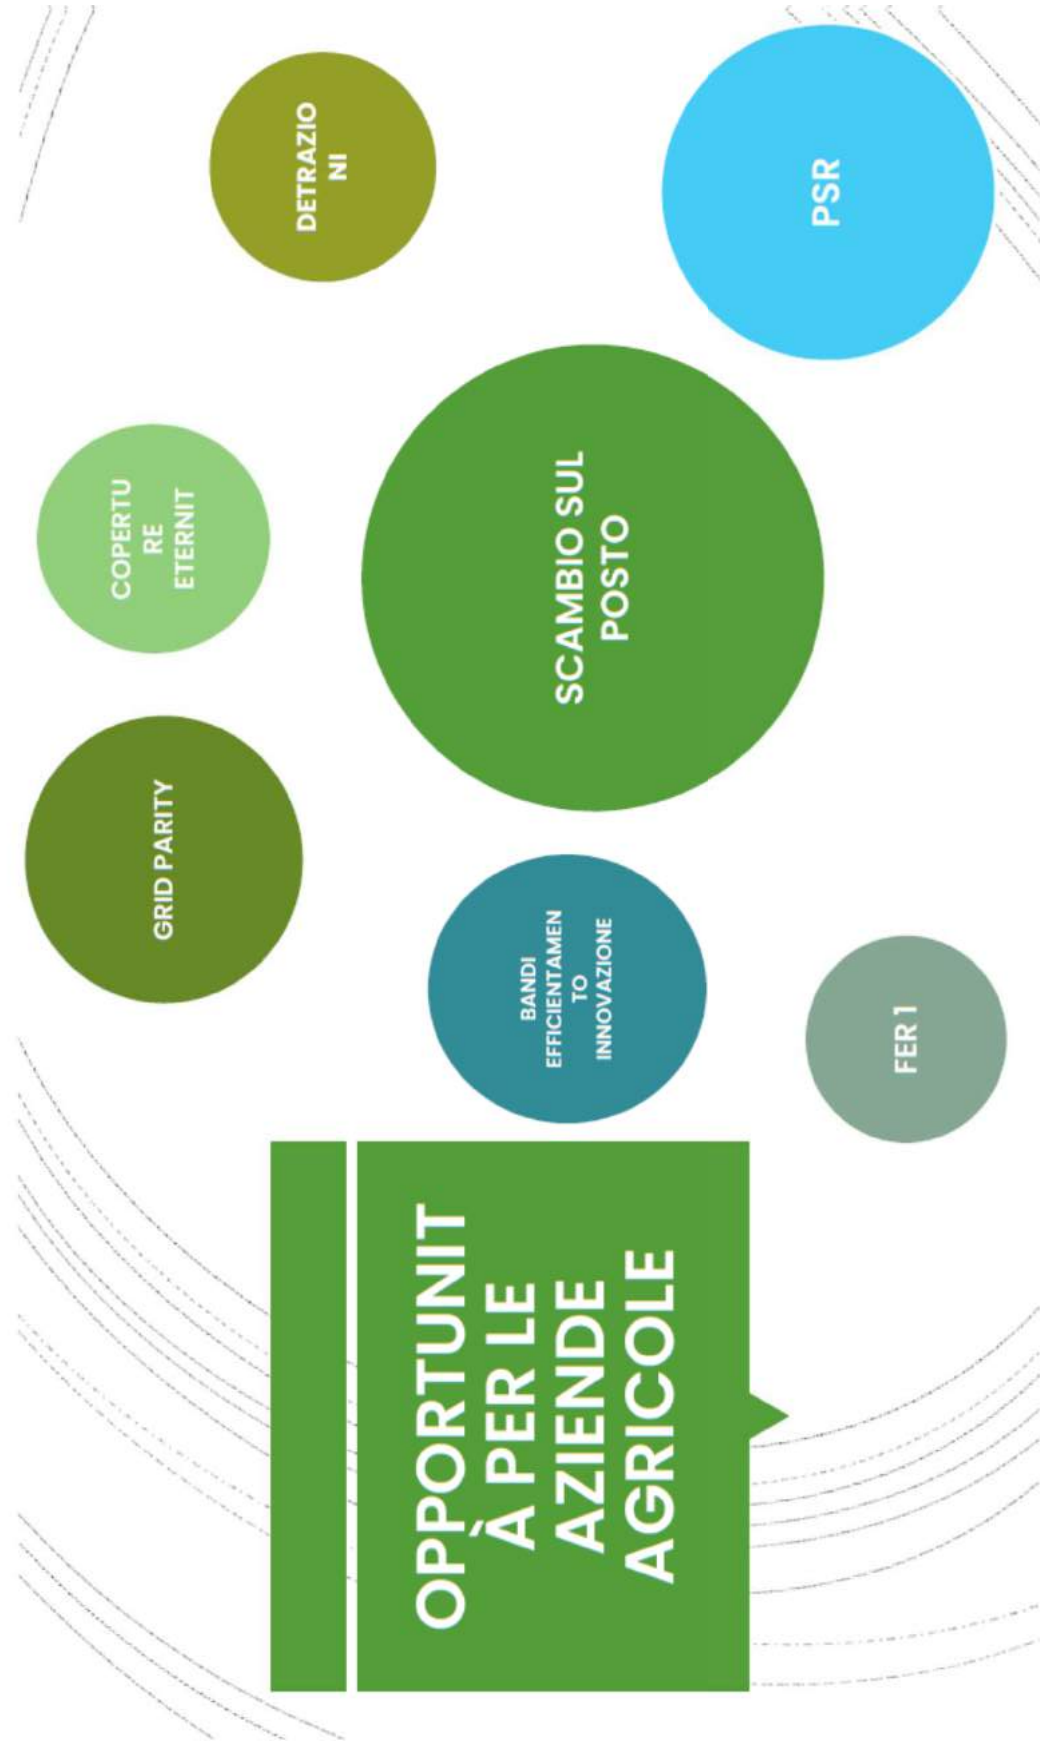 OPPORTUNIT
À PER LE
AZIENDE
AGRICOLE
GRID PARITY
COPERTU
RE
ETERNIT
DETRAZIO
NI
BANDI
EFFICIENTAMEN
TO
INNOVAZIONE
SCAMBIO SUL
POSTO
FER 1
PSR